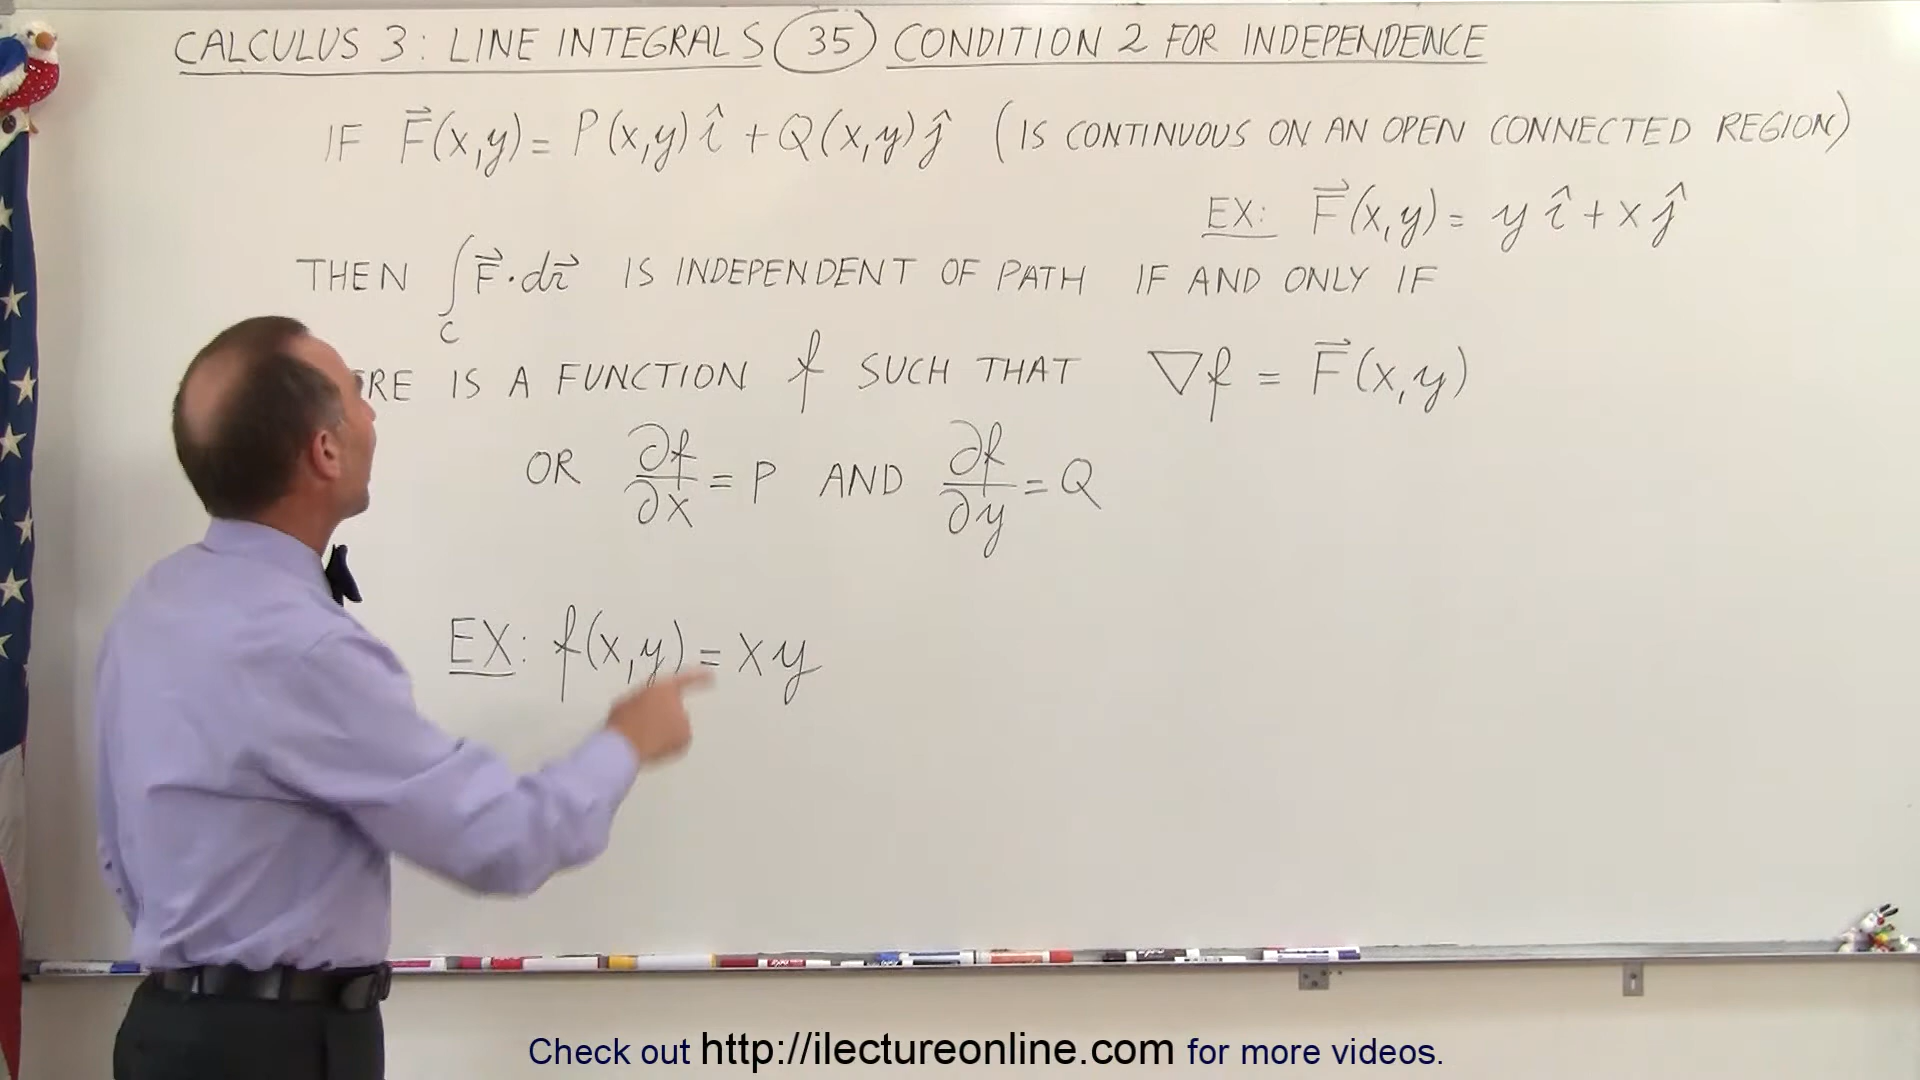 CALCULUS 3: LINE INTEGRALS 35 CONDITION 2 FOR INDEPENDENCE
IF F⃗(x,y) = P(x,y) î + Q(x,y) ĵ (IS CONTINUOUS ON AN OPEN CONNECTED REGION)
EX: F⃗(x,y) = y î + x ĵ
THEN ∫_C F⃗·dr⃗ IS INDEPENDENT OF PATH IF AND ONLY IF
IS A FUNCTION f SUCH THAT ∇f = F⃗(x,y)
OR ∂f/∂x = P AND ∂f/∂y = Q
EX: f(x,y) = xy
Check out http://ilectureonline.com for more videos.